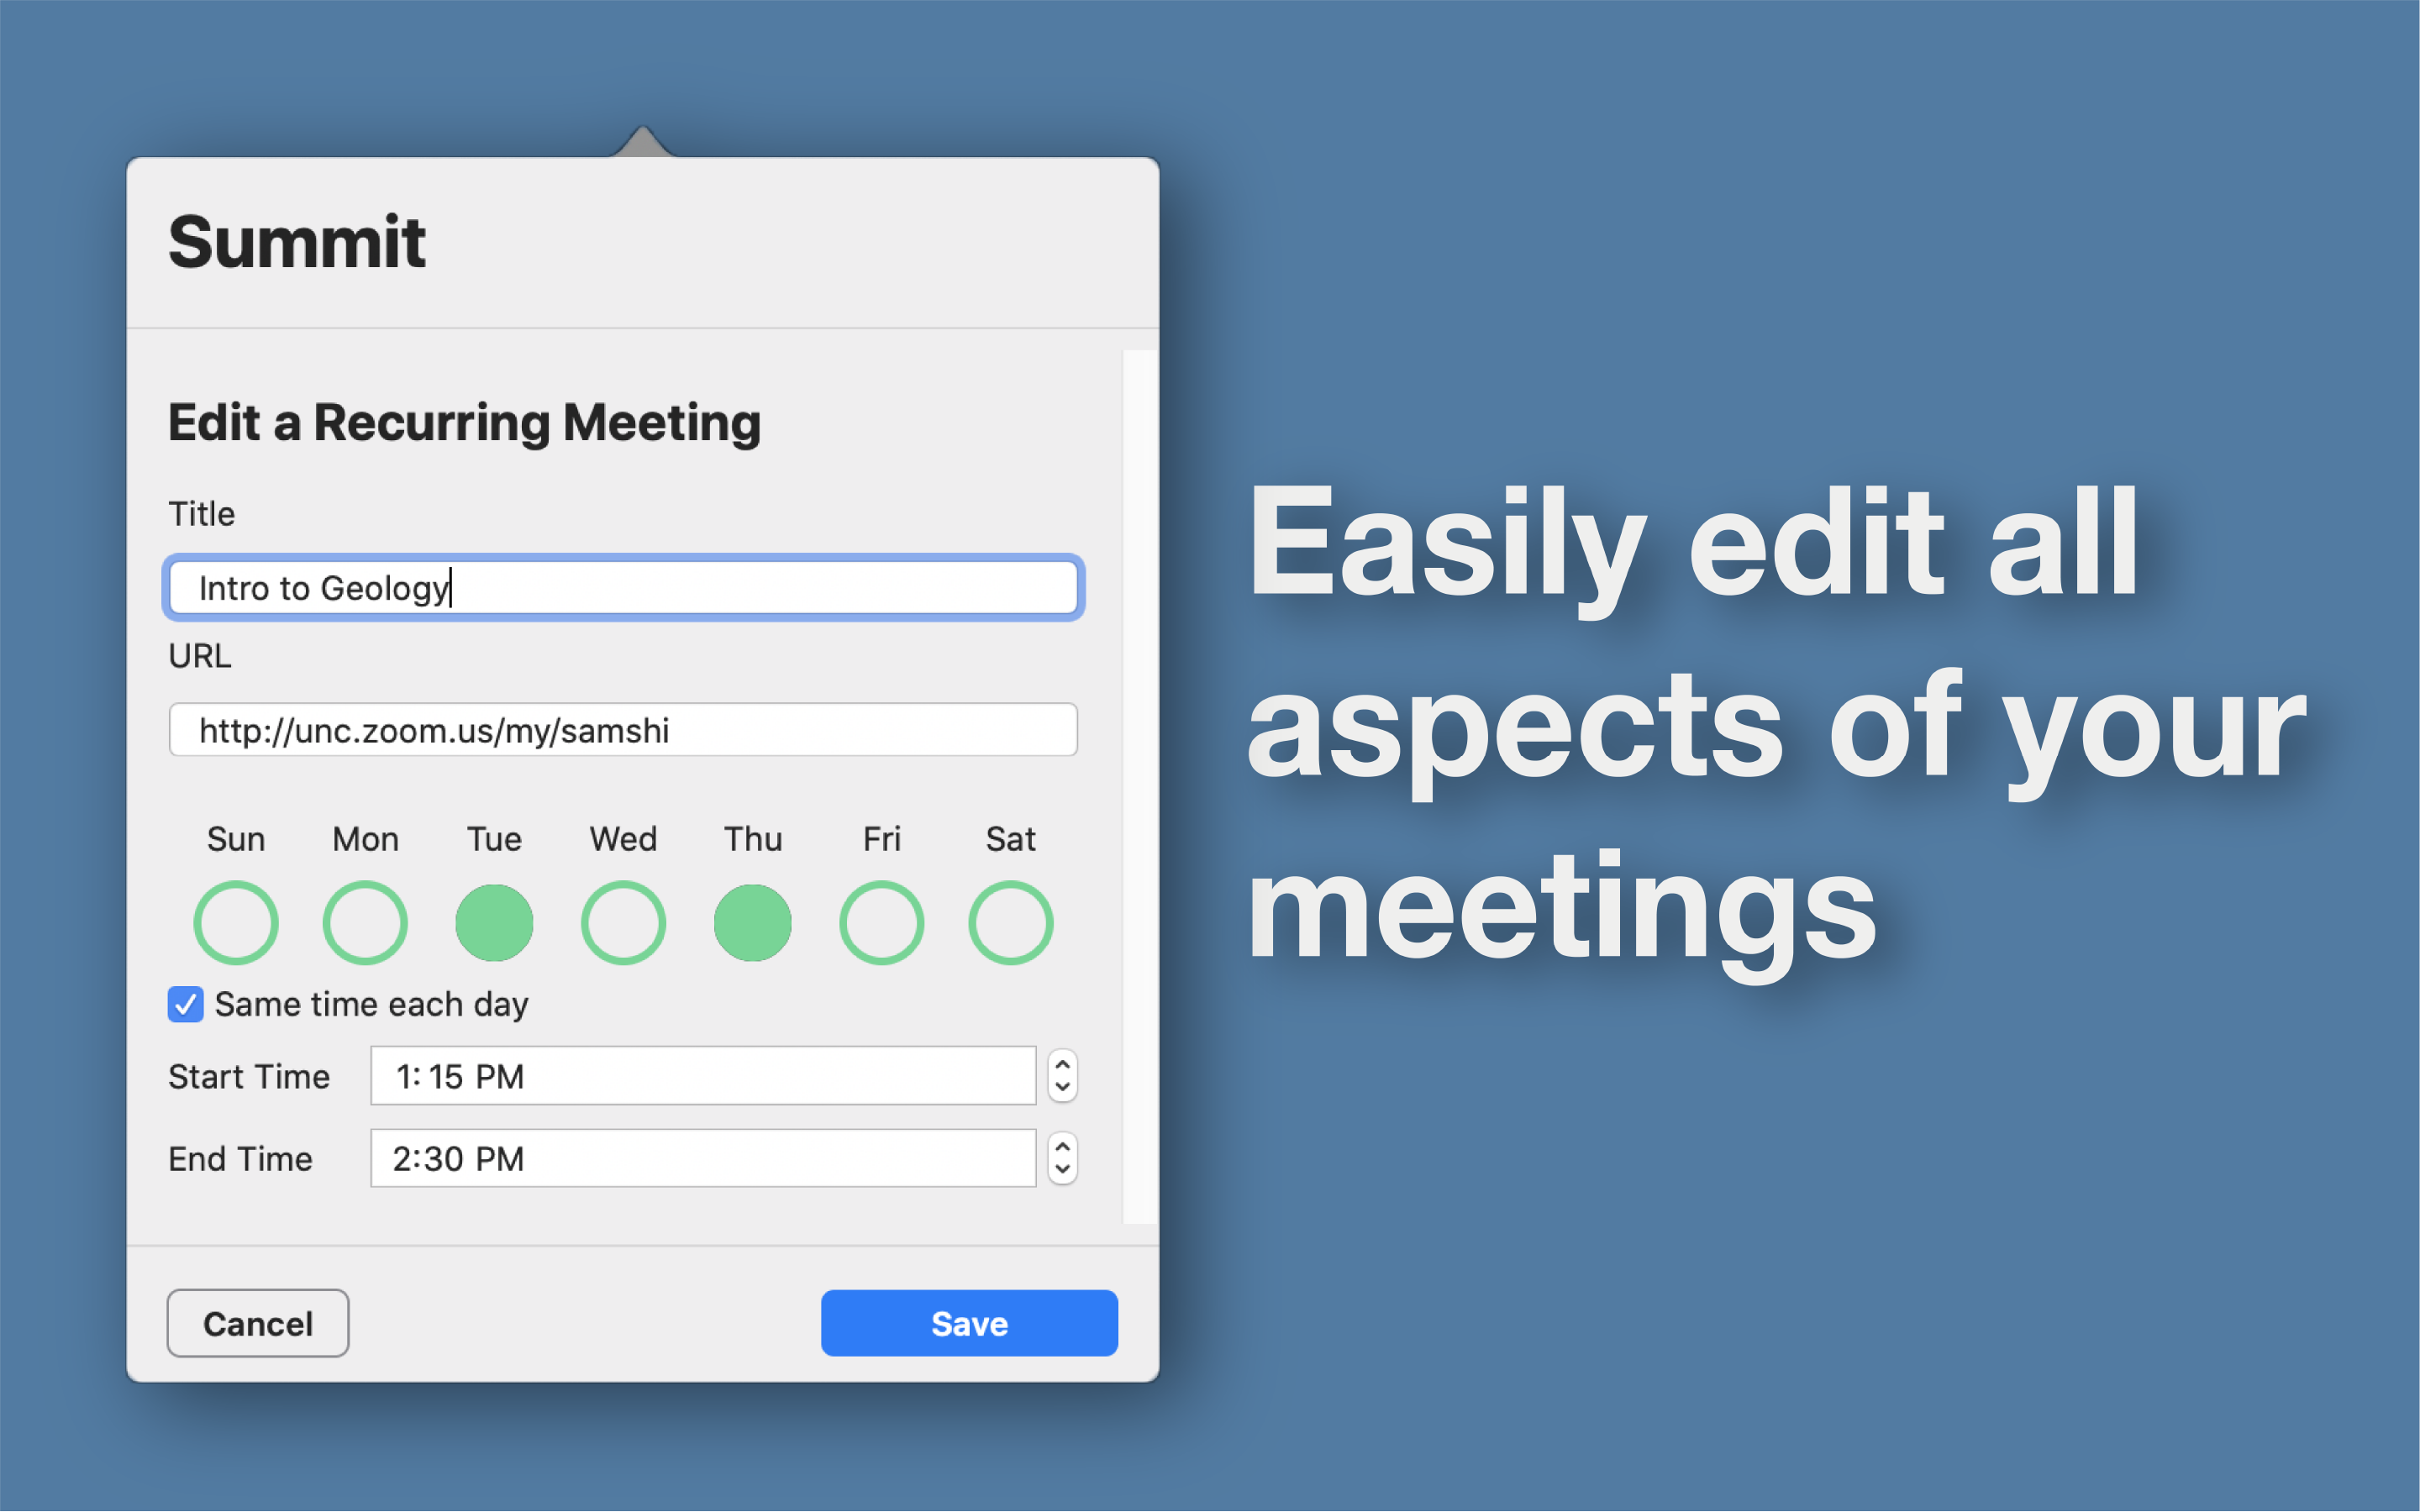 Summit
Edit a Recurring Meeting
Title
Intro to Geology
URL
http://unc.zoom.us/my/samshi
Sun Mon Tue Wed Thu Fri Sat
Same time each day
Start Time 1:15 PM
End Time 2:30 PM
Cancel Save
Easily edit all
aspects of your
meetings